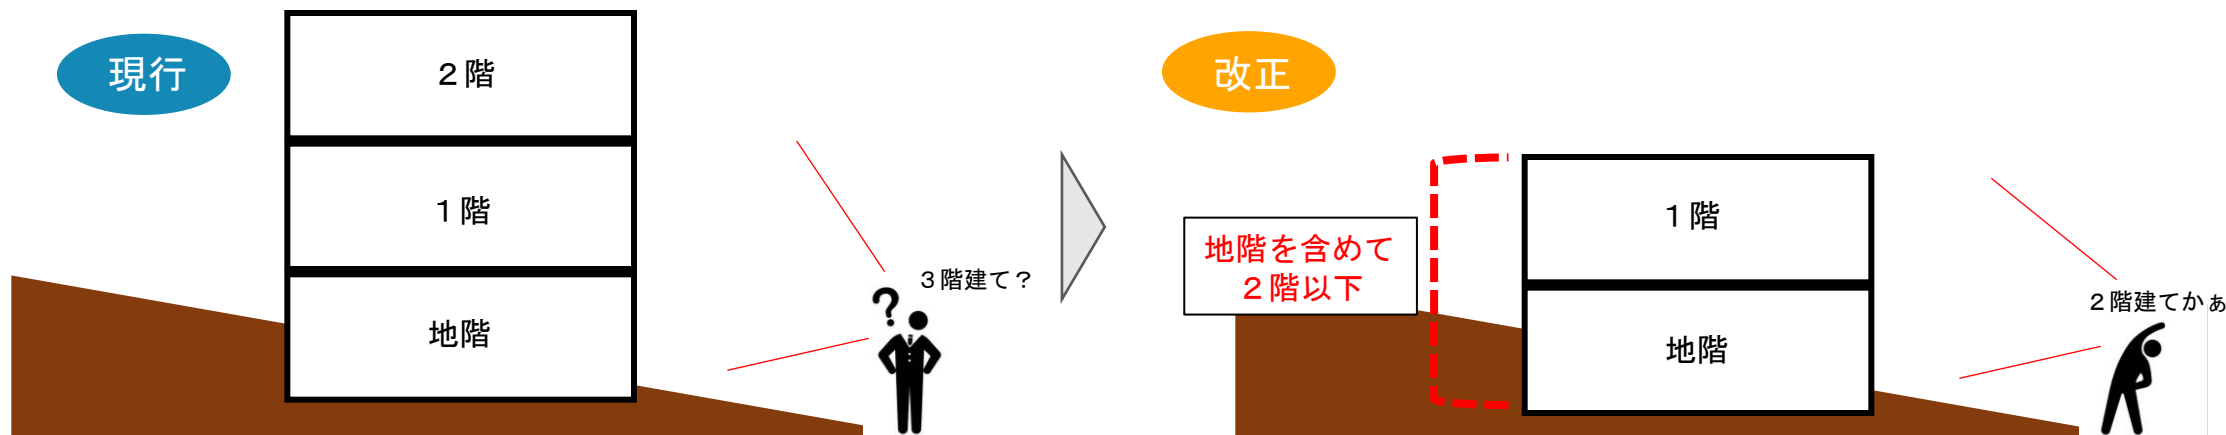 現行
２階
１階
地階
３階建て？
改正
地階を含めて
２階以下
１階
地階
２階建てかぁ